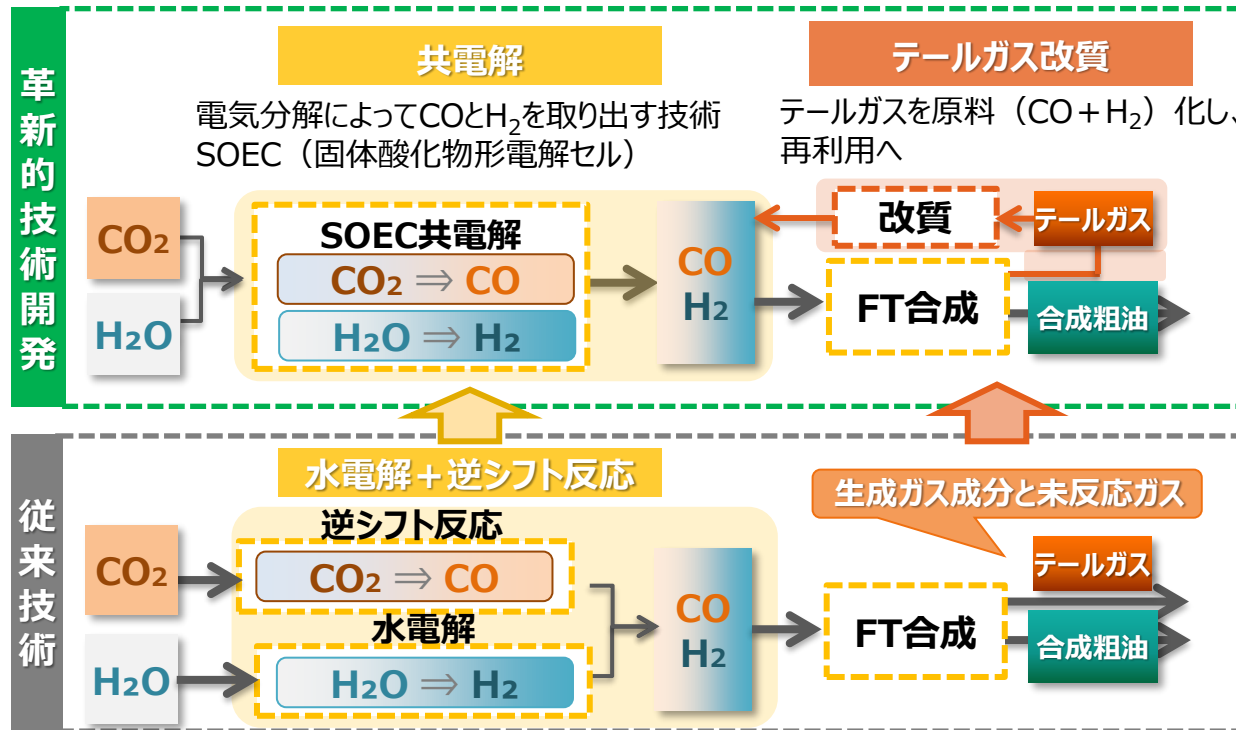 革新的技術開発
共電解
電気分解によってCOとH₂を取り出す技術
SOEC（固体酸化物形電解セル）
テールガス改質
テールガスを原料（CO＋H₂）化し、
再利用へ
CO₂
H₂O
SOEC共電解
CO₂ ⇒ CO
H₂O ⇒ H₂
CO
H₂
改質
テールガス
FT合成
合成粗油
従来技術
水電解＋逆シフト反応
CO₂
H₂O
逆シフト反応
CO₂ ⇒ CO
水電解
H₂O ⇒ H₂
CO
H₂
生成ガス成分と未反応ガス
FT合成
テールガス
合成粗油